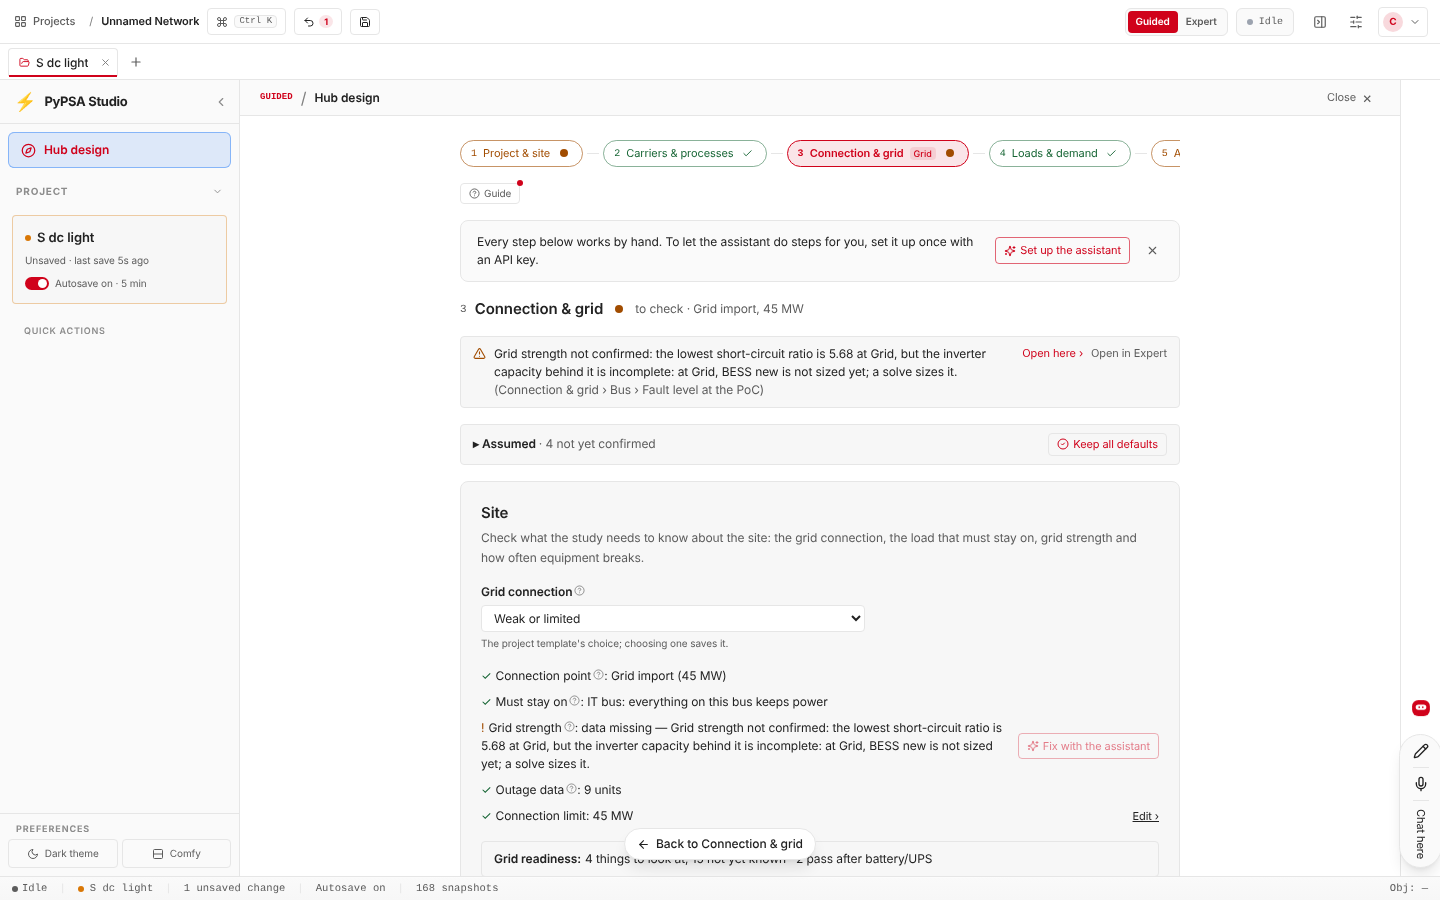 Projects / Unnamed Network Ctrl K 1 Guided Expert Idle C
S dc light
PyPSA Studio
GUIDED / Hub design Close
Hub design
1 Project & site 2 Carriers & processes 3 Connection & grid Grid 4 Loads & demand 5 A
PROJECT
Guide
S dc light
Unsaved · last save 5s ago
Autosave on · 5 min
QUICK ACTIONS
Every step below works by hand. To let the assistant do steps for you, set it up once with
an API key.
Set up the assistant
3 Connection & grid to check · Grid import, 45 MW
Grid strength not confirmed: the lowest short-circuit ratio is 5.68 at Grid, but the inverter
capacity behind it is incomplete: at Grid, BESS new is not sized yet; a solve sizes it.
(Connection & grid › Bus › Fault level at the PoC)
Open here › Open in Expert
Assumed · 4 not yet confirmed Keep all defaults
Site
Check what the study needs to know about the site: the grid connection, the load that must stay on, grid strength and
how often equipment breaks.
Grid connection
Weak or limited
The project template's choice; choosing one saves it.
✓ Connection point: Grid import (45 MW)
✓ Must stay on: IT bus: everything on this bus keeps power
! Grid strength: data missing — Grid strength not confirmed: the lowest short-circuit ratio is
5.68 at Grid, but the inverter capacity behind it is incomplete: at Grid, BESS new is not sized
yet; a solve sizes it.
Fix with the assistant
✓ Outage data: 9 units
✓ Connection limit: 45 MW Edit ›
← Back to Connection & grid
Grid readiness: 4 things to look at, 15 not yet known · 2 pass after battery/UPS
Chat here
PREFERENCES
Dark theme Comfy
Idle S dc light 1 unsaved change Autosave on 168 snapshots Obj: —